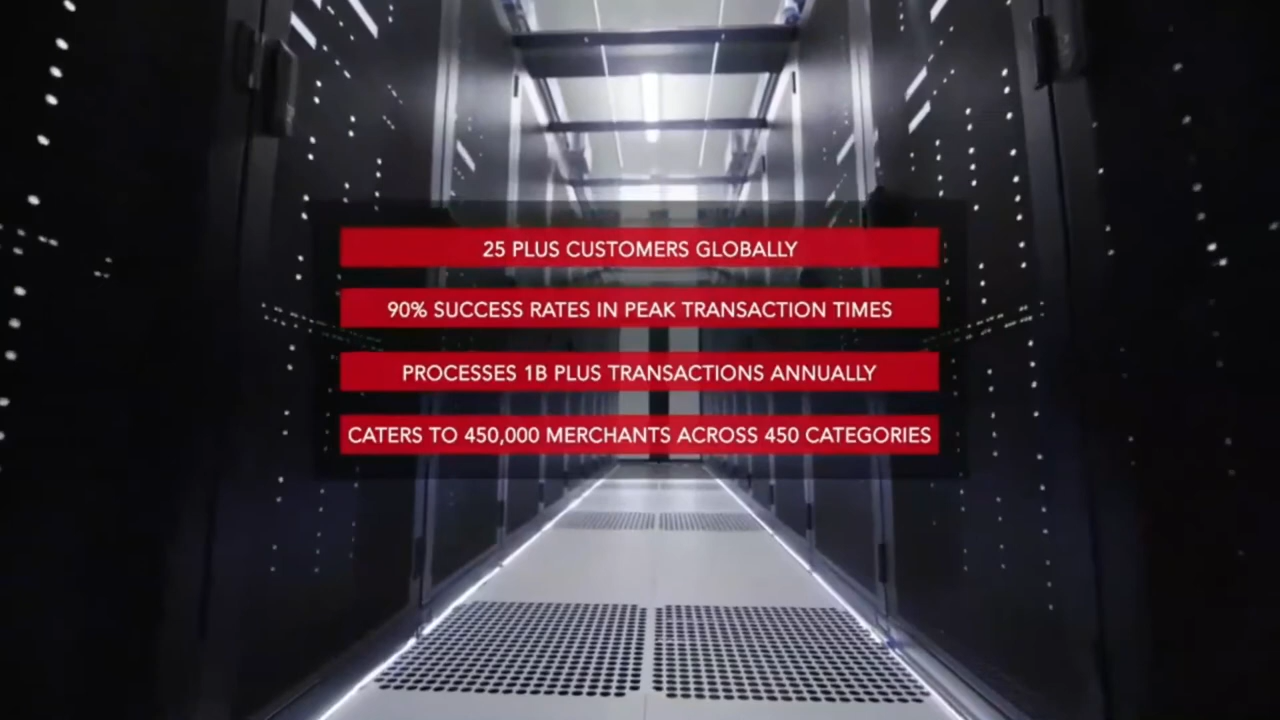 25 PLUS CUSTOMERS GLOBALLY
90% SUCCESS RATES IN PEAK TRANSACTION TIMES
PROCESSES 1B PLUS TRANSACTIONS ANNUALLY
CATERS TO 450,000 MERCHANTS ACROSS 450 CATEGORIES